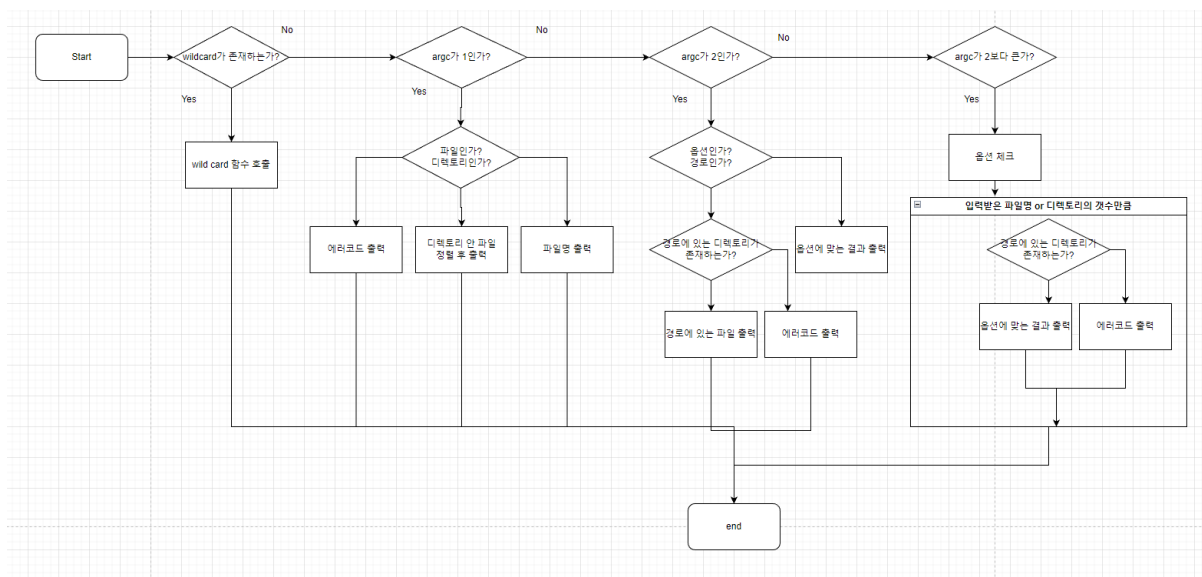 Start
wildcard가 존재하는가?
No
argc가 1인가?
No
argc가 2인가?
No
argc가 2보다 큰가?
Yes
Yes
Yes
Yes
wild card 함수 호출
파일인가?
디렉토리인가?
옵션인가?
경로인가?
옵션 체크
에러코드 출력
디렉토리 안 파일
정렬 후 출력
파일명 출력
경로에 있는 디렉토리가
존재하는가?
옵션에 맞는 결과 출력
입력받은 파일명 or 디렉토리의 갯수만큼
경로에 있는 디렉토리가
존재하는가?
경로에 있는 파일 출력
에러코드 출력
옵션에 맞는 결과 출력
에러코드 출력
end